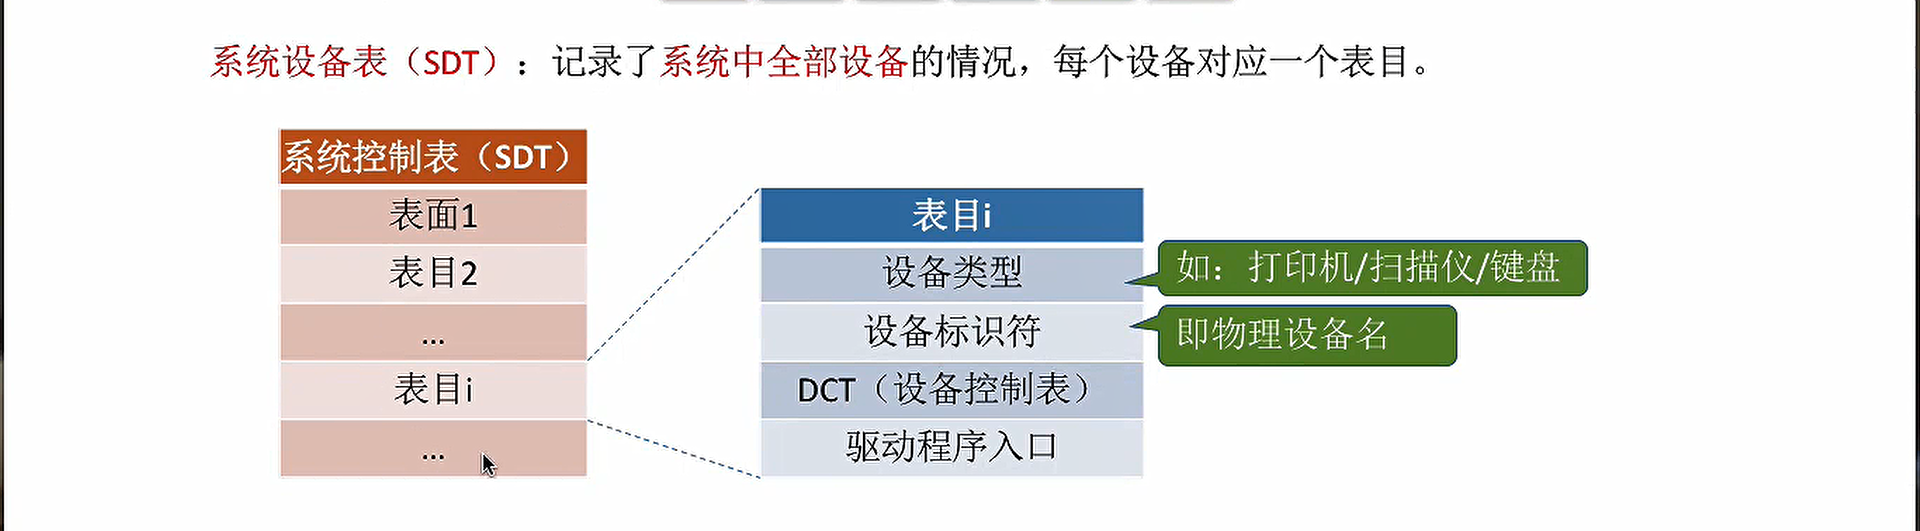 系统设备表（SDT）：记录了系统中全部设备的情况，每个设备对应一个表目。
系统控制表（SDT）
表面1
表目2
...
表目i
...
表目i
设备类型
设备标识符
DCT（设备控制表）
驱动程序入口
如：打印机/扫描仪/键盘
即物理设备名